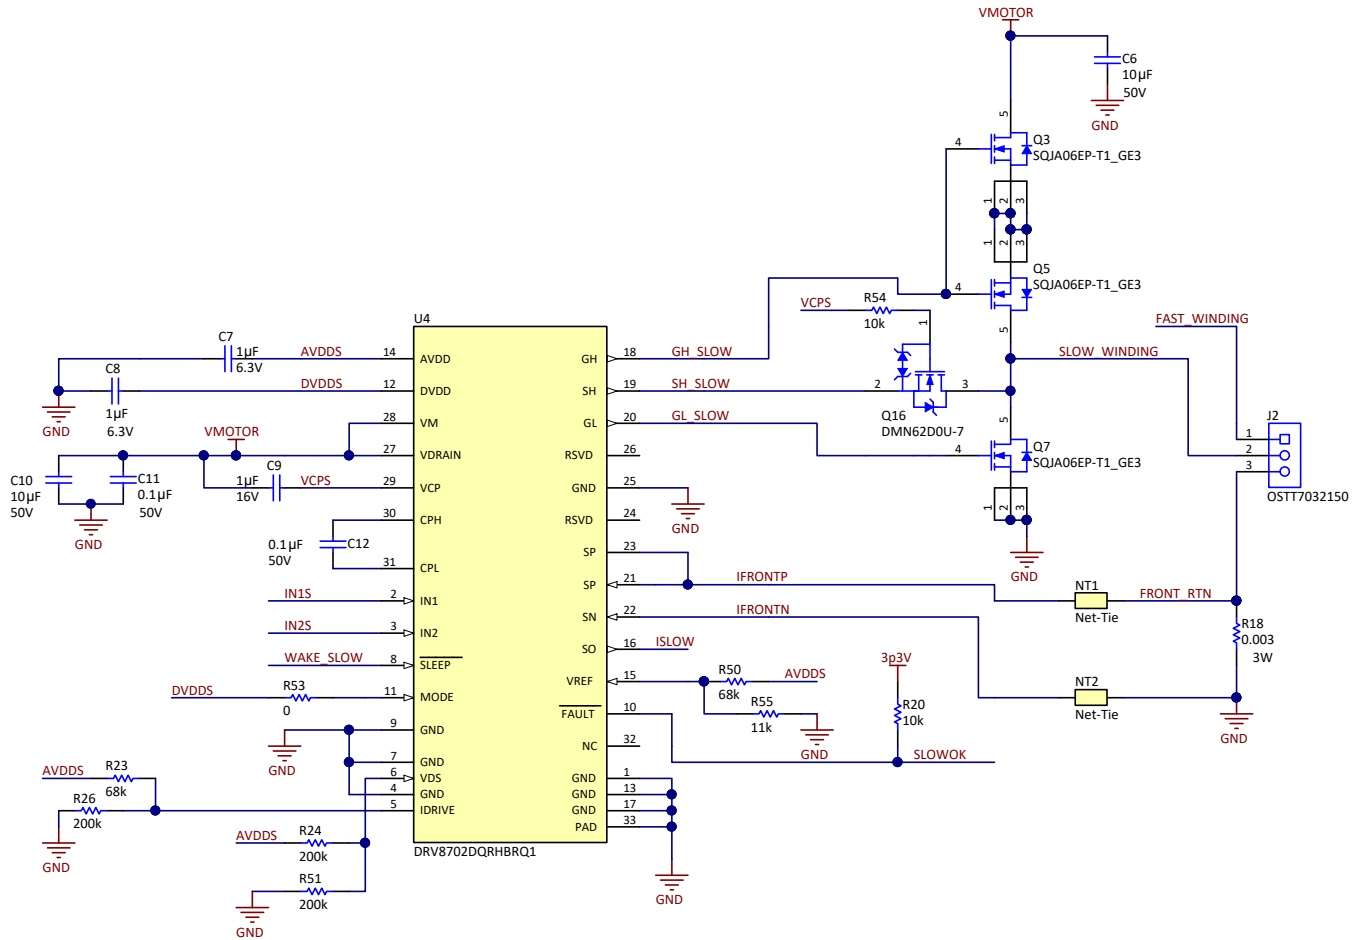 VMOTOR
C6
10µF
50V
GND
5
4
Q3
SQJA06EP-T1_GE3
1
2
3
1
2
3
Q5
SQJA06EP-T1_GE3
4
5
VCPS
R54
10k
1
2
3
Q16
DMN62D0U-7
FAST_WINDING
SLOW_WINDING
5
4
Q7
SQJA06EP-T1_GE3
1
2
3
GND
J2
1
2
3
OSTT7032150
U4
C7
1µF
6.3V
AVDDS
14
AVDD
C8
1µF
6.3V
DVDDS
12
DVDD
GND
28
VM
VMOTOR
27
VDRAIN
C10
10µF
50V
C11
0.1µF
50V
GND
C9
1µF
16V
VCPS
29
VCP
30
CPH
0.1µF
50V
C12
31
CPL
IN1S
2
IN1
IN2S
3
IN2
WAKE_SLOW
8
SLEEP
DVDDS
R53
0
11
MODE
9
GND
GND
7
GND
6
VDS
4
GND
5
IDRIVE
AVDDS
R23
68k
R26
200k
GND
AVDDS
R24
200k
R51
200k
GND
GH
18
GH_SLOW
SH
19
SH_SLOW
GL
20
GL_SLOW
RSVD
26
GND
25
GND
RSVD
24
SP
23
SP
21
IFRONTP
SN
22
IFRONTN
SO
16
ISLOW
VREF
15
R50
68k
AVDDS
R55
11k
GND
FAULT
10
3p3V
R20
10k
SLOWOK
NC
32
GND
1
GND
13
GND
17
PAD
33
GND
DRV8702DQRHBRQ1
NT1
Net-Tie
FRONT_RTN
R18
0.003
3W
NT2
Net-Tie
GND